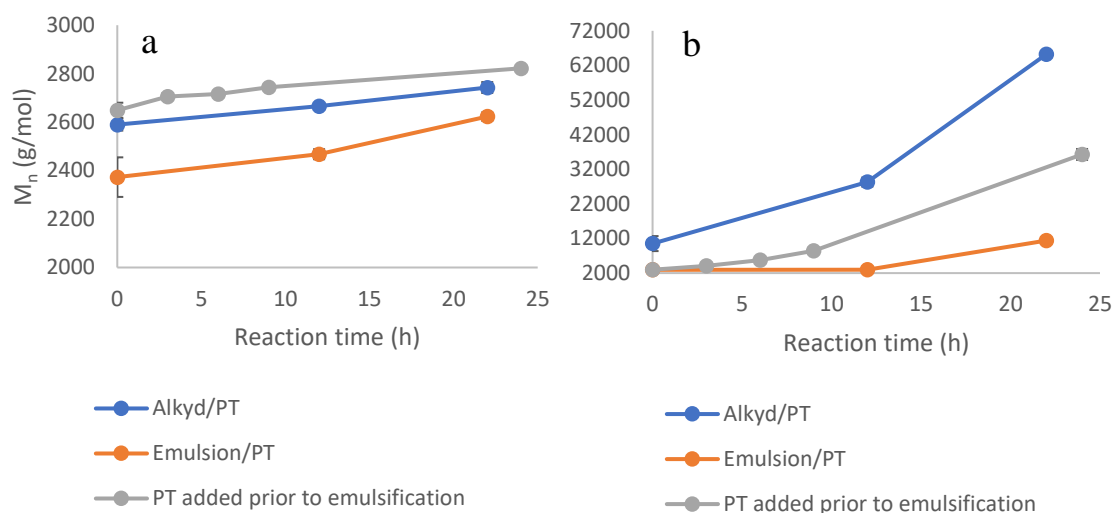 a
3000
2800
2600
2400
2200
2000
Mₙ (g/mol)
0 5 10 15 20 25
Reaction time (h)
Alkyd/PT
Emulsion/PT
PT added prior to emulsification
b
72000
62000
52000
42000
32000
22000
12000
2000
0 5 10 15 20 25
Reaction time (h)
Alkyd/PT
Emulsion/PT
PT added prior to emulsification